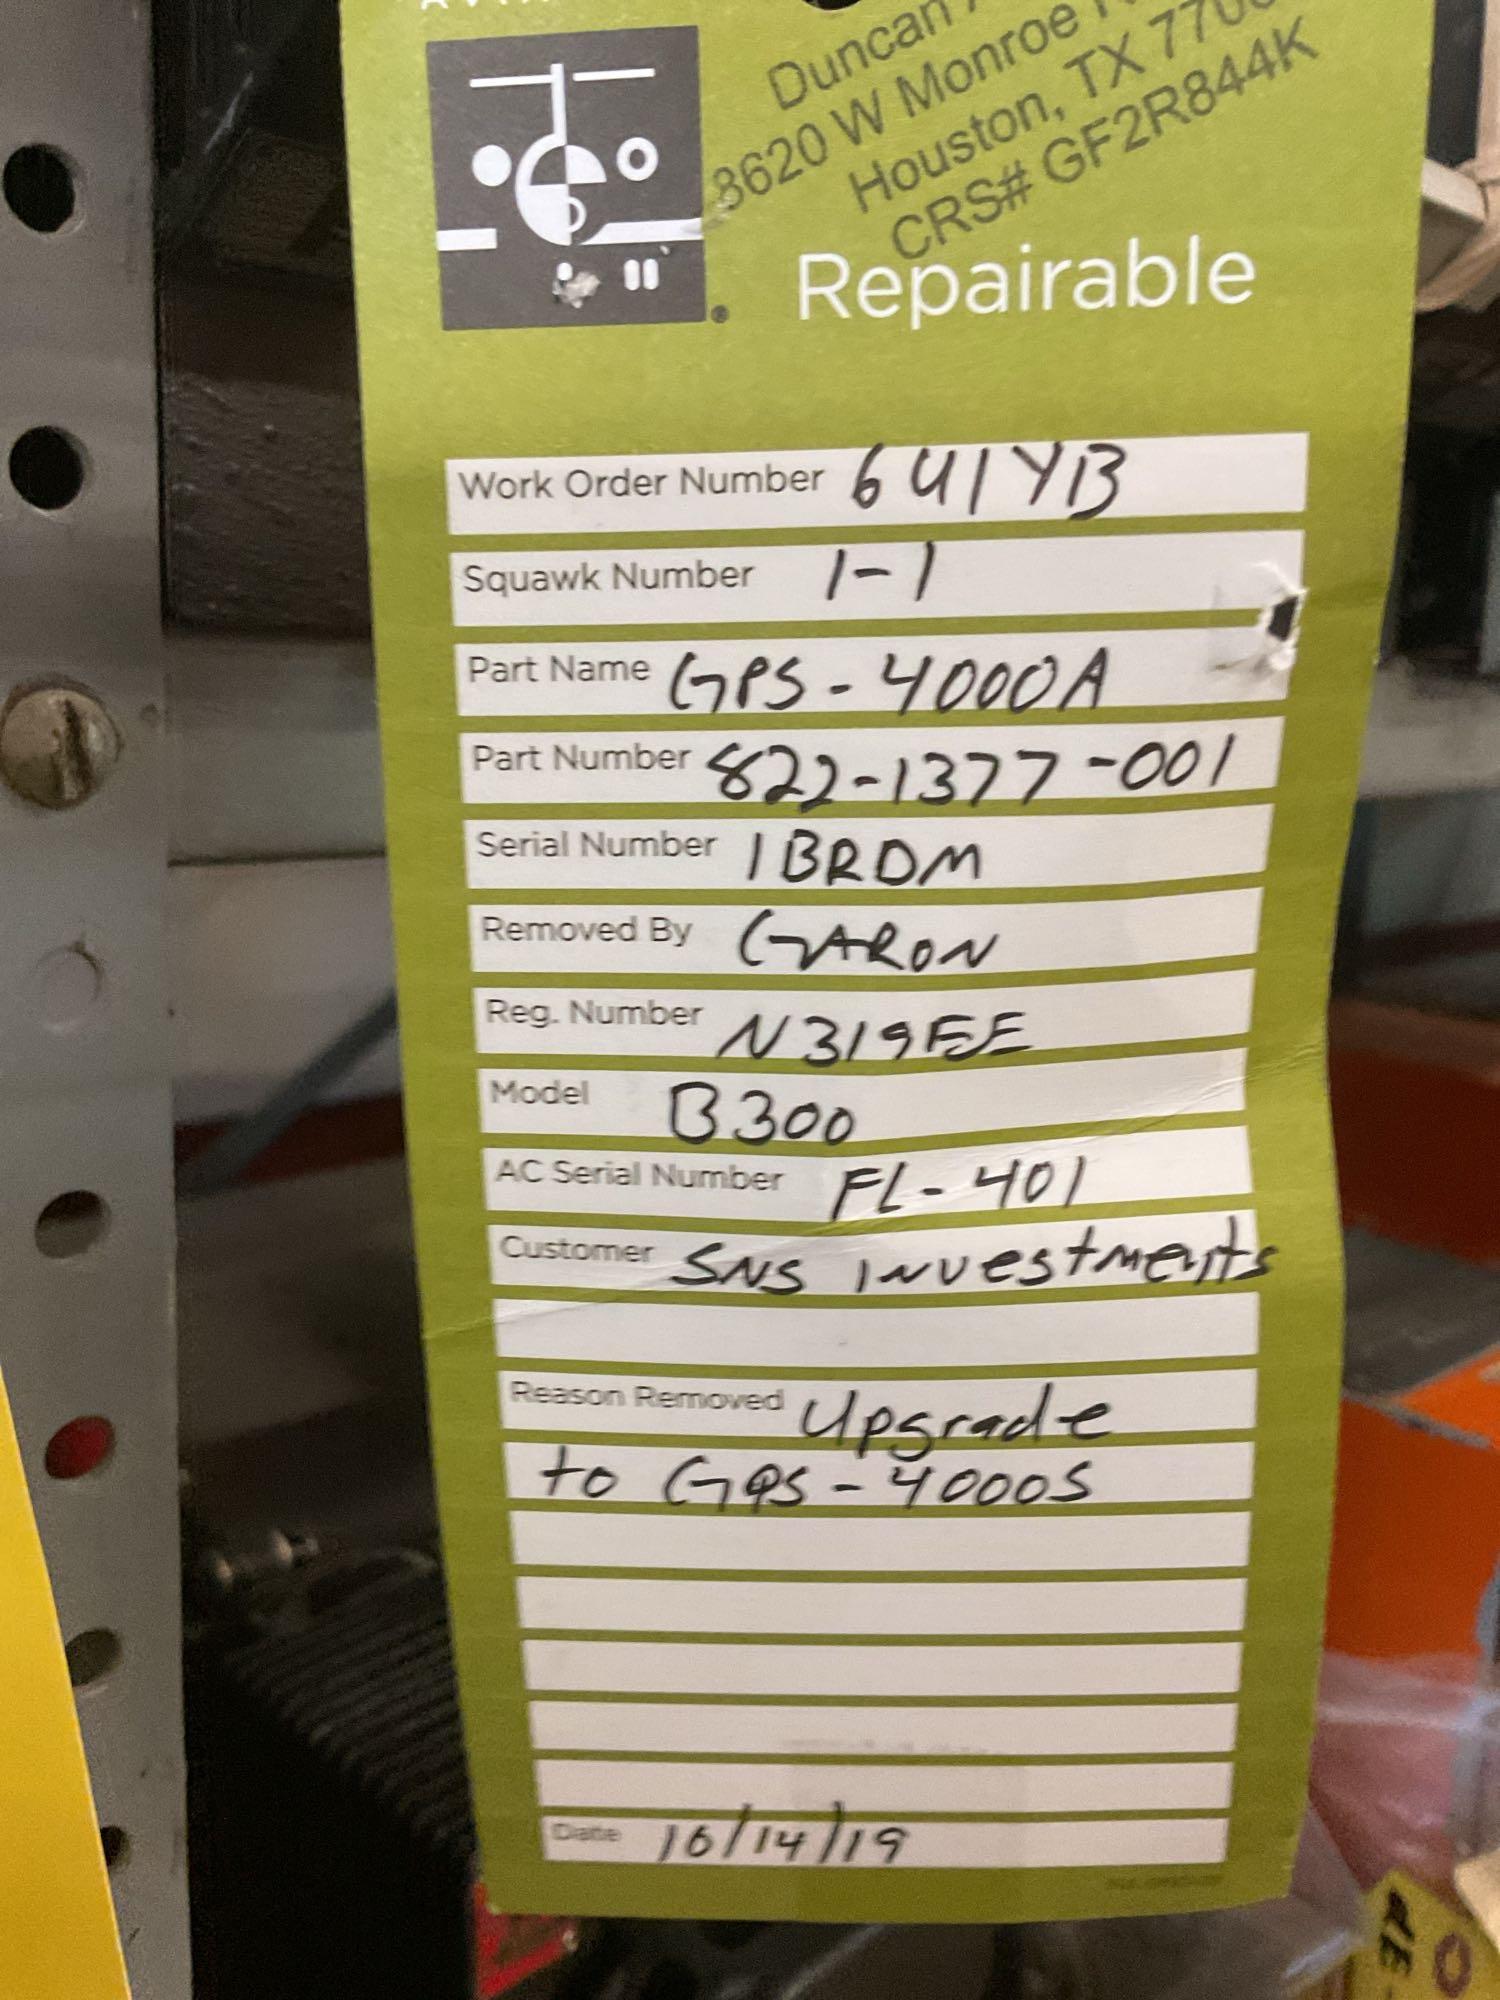 Duncan
8620 W Monroe
Houston, TX
CRS# GF2R844K
Repairable
Work Order Number 641YB
Squawk Number 1-1
Part Name GPS-4000A
Part Number 822-1377-001
Serial Number 1BRDM
Removed By GARON
Reg. Number N319EE
Model B300
AC Serial Number FL-401
Customer SNS Investments
Reason Removed Upgrade
to GPS-4000S
Date 10/14/19